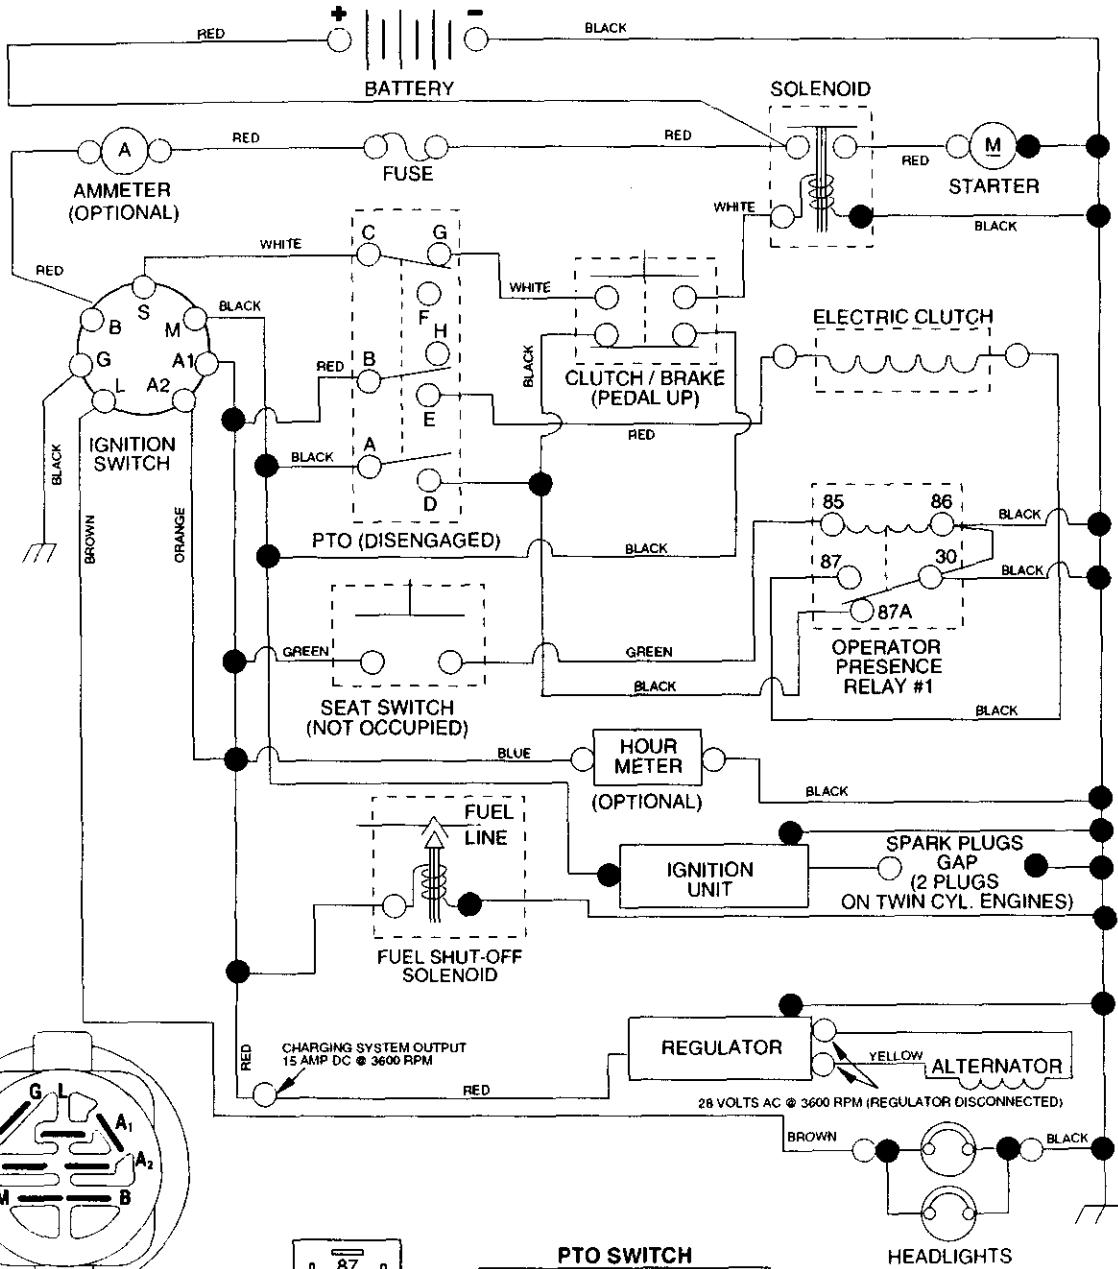 + -
RED
BLACK
BATTERY
SOLENOID
A
RED
RED
M
RED
FUSE
AMMETER
(OPTIONAL)
STARTER
WHITE
BLACK
C G
WHITE
RED
S
BLACK
WHITE
B
M
F
ELECTRIC CLUTCH
H
G
A1
RED
B
BLACK
CLUTCH / BRAKE
(PEDAL UP)
L
A2
E
RED
IGNITION
SWITCH
A
BLACK
BLACK
D
85 86
BLACK
BROWN
ORANGE
PTO (DISENGAGED)
BLACK
87 30
BLACK
87A
OPERATOR
PRESENCE
RELAY #1
GREEN
GREEN
BLACK
SEAT SWITCH
(NOT OCCUPIED)
BLACK
BLUE
HOUR
METER
(OPTIONAL)
BLACK
FUEL
LINE
IGNITION
UNIT
SPARK PLUGS
GAP
(2 PLUGS
ON TWIN CYL. ENGINES)
FUEL SHUT-OFF
SOLENOID
RED
CHARGING SYSTEM OUTPUT
15 AMP DC @ 3600 RPM
REGULATOR
YELLOW
ALTERNATOR
RED
28 VOLTS AC @ 3600 RPM (REGULATOR DISCONNECTED)
G L
A1
A2
M B
BROWN
BLACK
HEADLIGHTS
87
PTO SWITCH